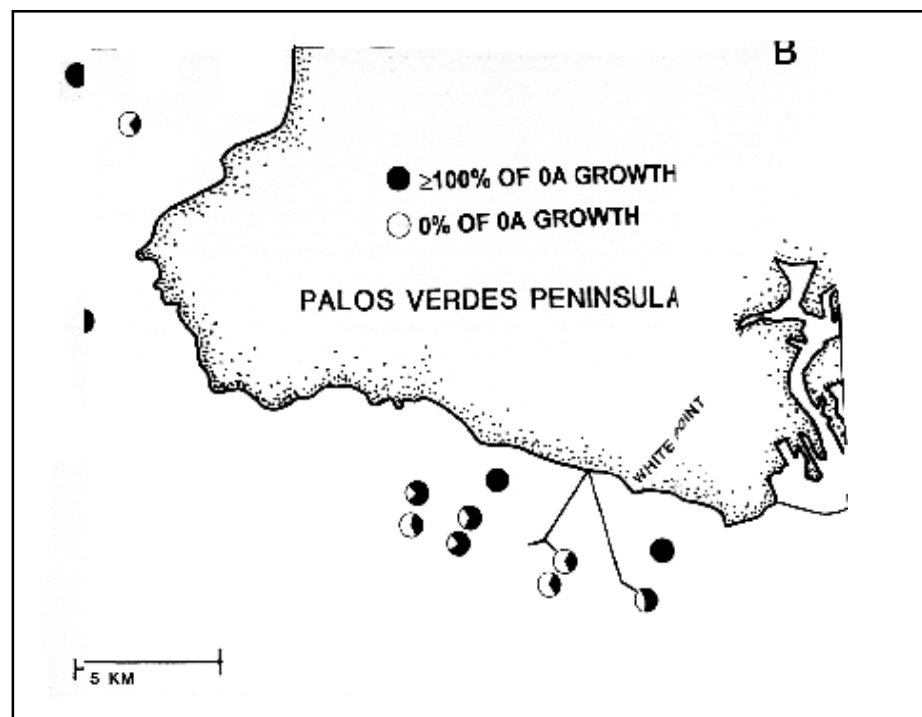 B
≥100% OF 0A GROWTH
0% OF 0A GROWTH
PALOS VERDES PENINSULA
WHITE POINT
5 KM